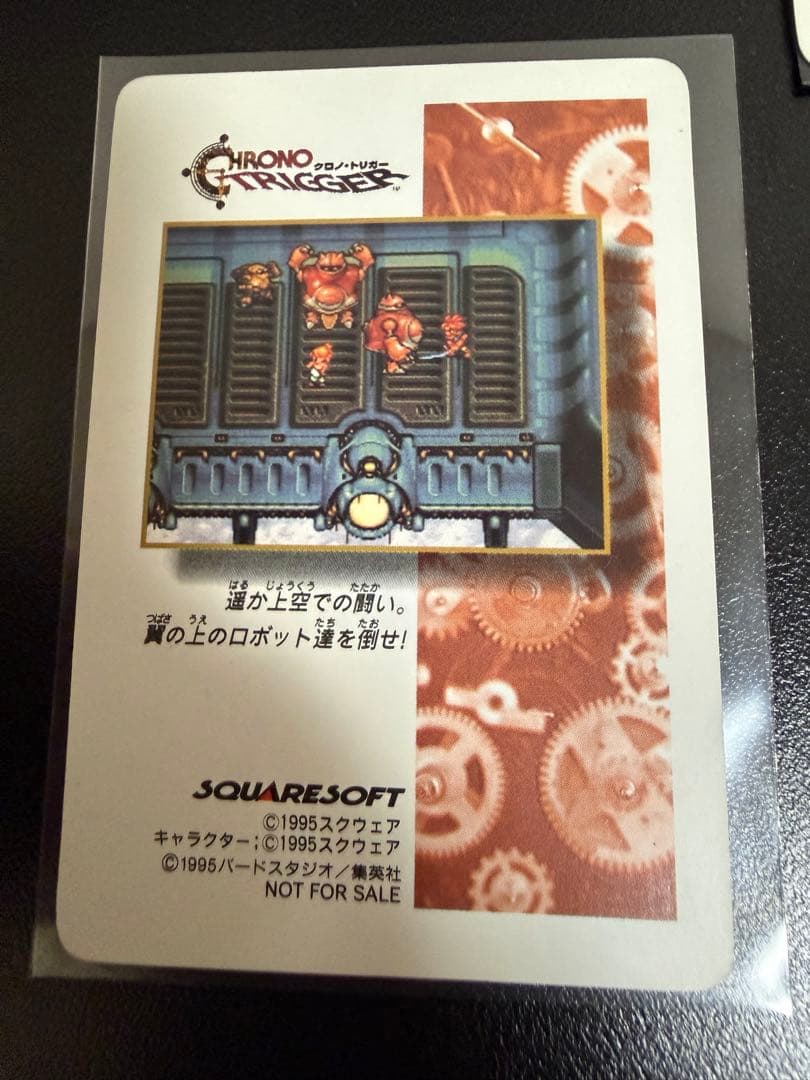 CHRONO
クロノ・トリガー
TRIGGER
遥か上空での闘い。
翼の上のロボット達を倒せ!
SQUARESOFT
©1995スクウェア
キャラクター;©1995スクウェア
©1995バードスタジオ/集英社
NOT FOR SALE